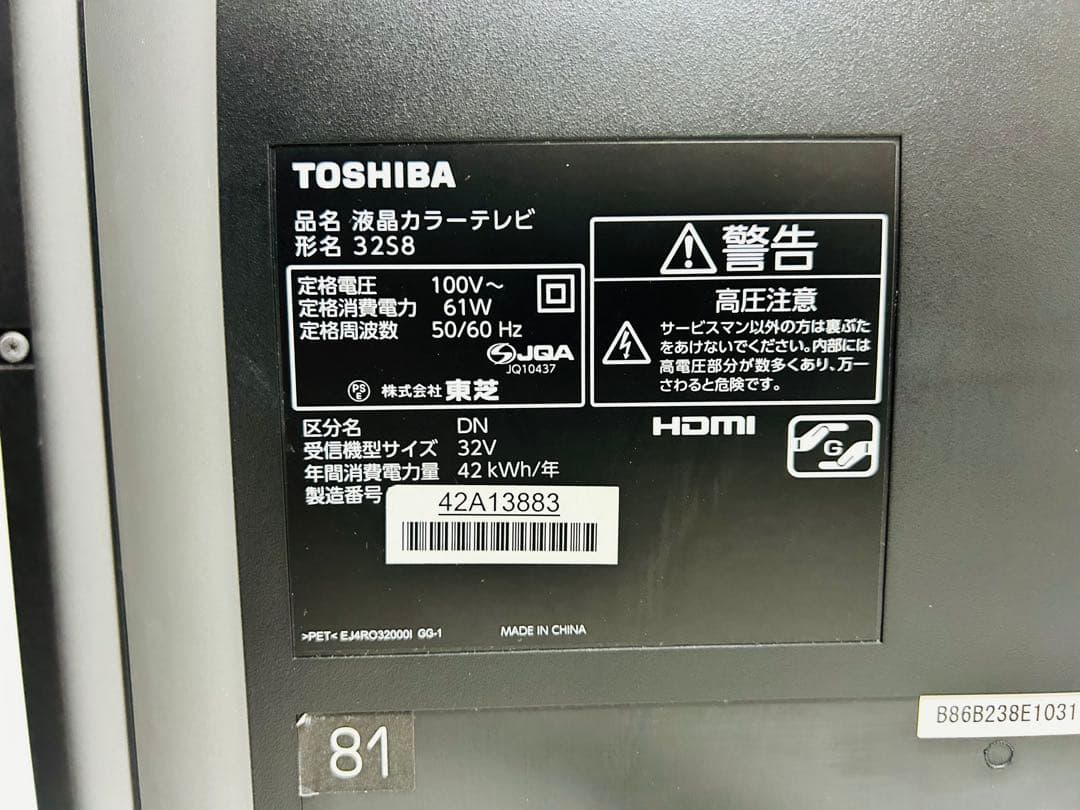 TOSHIBA
品名 液晶カラーテレビ
形名 32S8
定格電圧 100V～
定格消費電力 61W
定格周波数 50/60 Hz
JQA
JQ10437
PSE 株式会社 東芝
警告
高圧注意
サービスマン以外の方は裏ぶた
をあけないでください。内部には
高電圧部分が数多くあり、万一
さわると危険です。
区分名 DN
受信機型サイズ 32V
年間消費電力量 42 kWh/年
製造番号
42A13883
HDMI
G
>PET< EJ4RO32000I GG-1
MADE IN CHINA
81
B86B238E1031